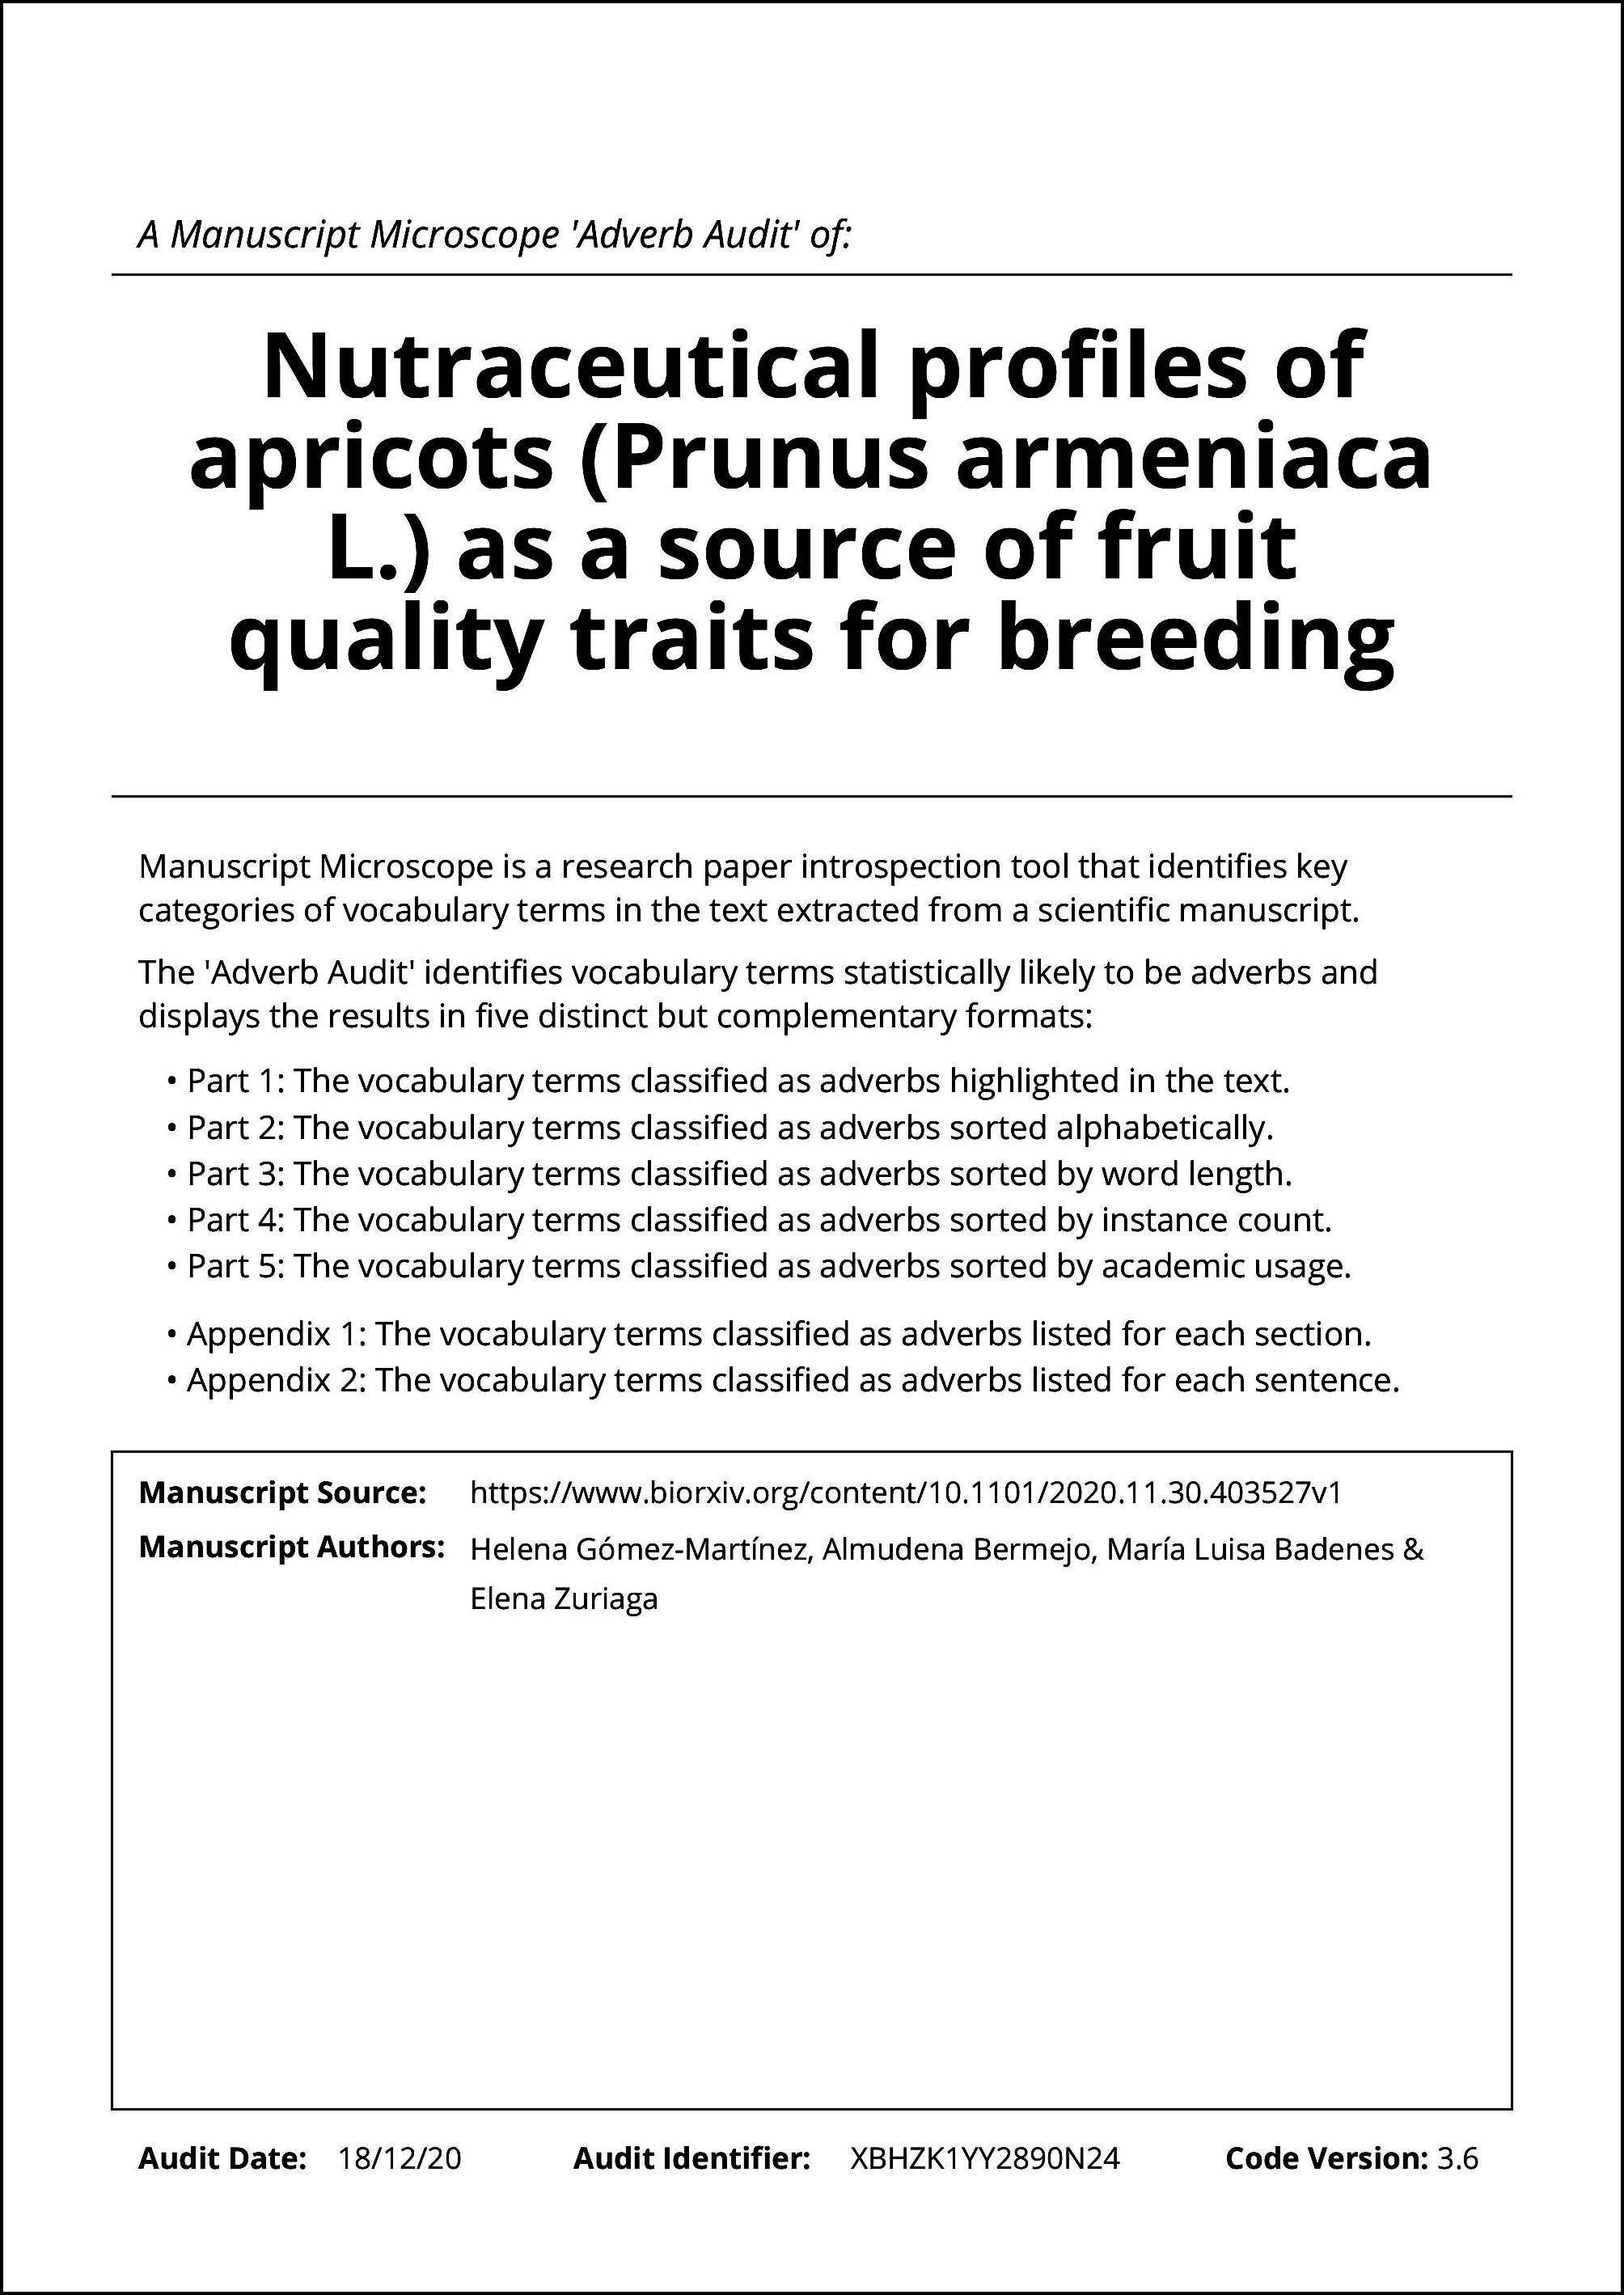 A Manuscript Microscope 'Adverb Audit' of:
Nutraceutical profiles of
apricots (Prunus armeniaca
L.) as a source of fruit
quality traits for breeding
Manuscript Microscope is a research paper introspection tool that identifies key
categories of vocabulary terms in the text extracted from a scientific manuscript.
The 'Adverb Audit' identifies vocabulary terms statistically likely to be adverbs and
displays the results in five distinct but complementary formats:
• Part 1: The vocabulary terms classified as adverbs highlighted in the text.
• Part 2: The vocabulary terms classified as adverbs sorted alphabetically.
• Part 3: The vocabulary terms classified as adverbs sorted by word length.
• Part 4: The vocabulary terms classified as adverbs sorted by instance count.
• Part 5: The vocabulary terms classified as adverbs sorted by academic usage.
• Appendix 1: The vocabulary terms classified as adverbs listed for each section.
• Appendix 2: The vocabulary terms classified as adverbs listed for each sentence.
Manuscript Source: https://www.biorxiv.org/content/10.1101/2020.11.30.403527v1
Manuscript Authors: Helena Gómez-Martínez, Almudena Bermejo, María Luisa Badenes &
Elena Zuriaga
Audit Date: 18/12/20 Audit Identifier: XBHZK1YY2890N24 Code Version: 3.6